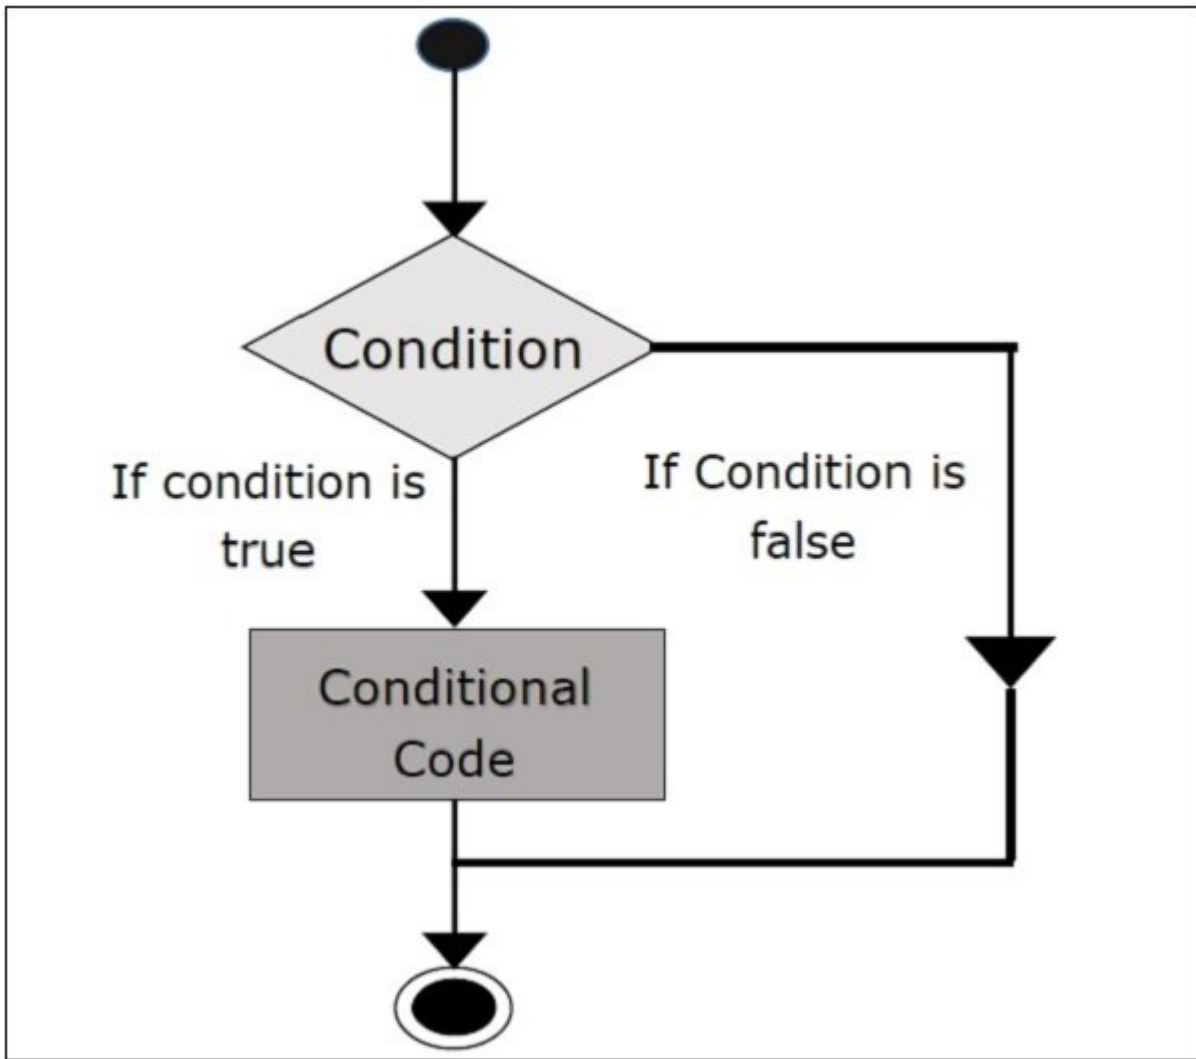 Condition
If condition is
true
If Condition is
false
Conditional
Code